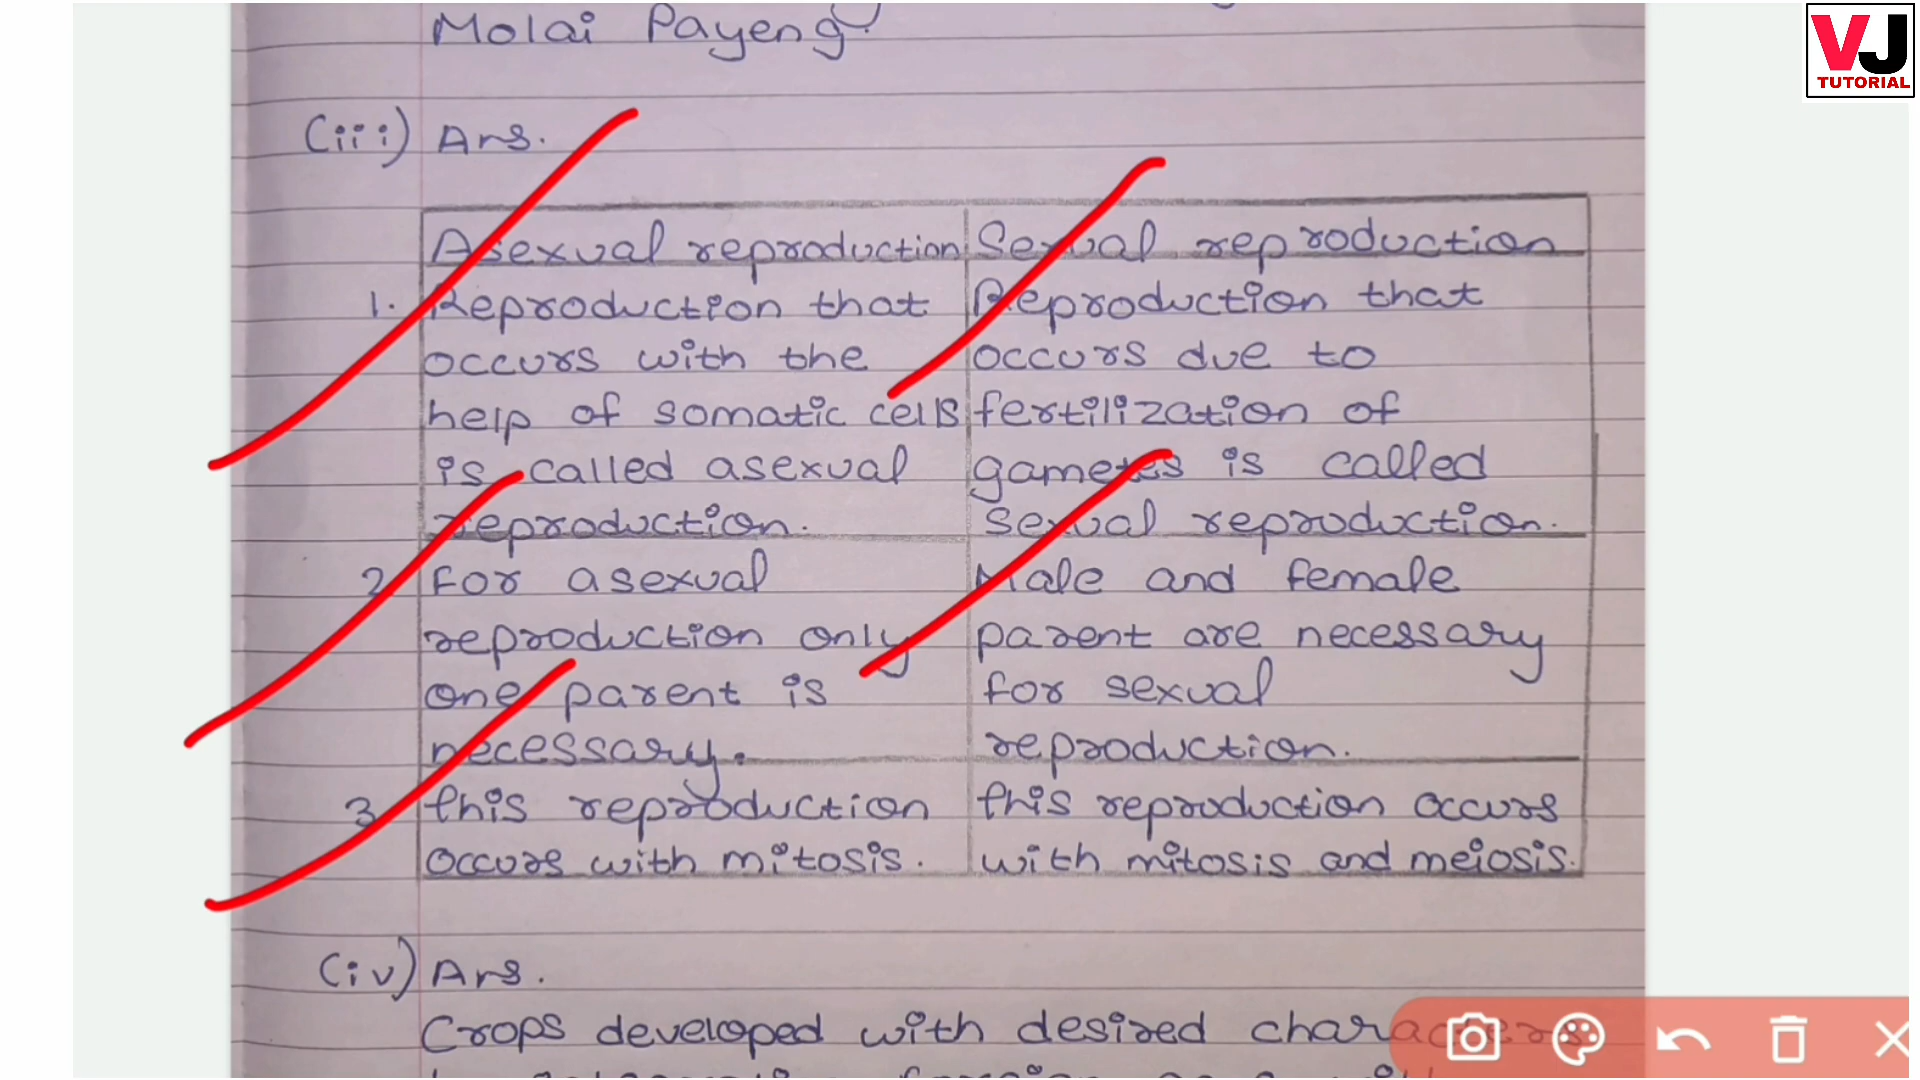 Molai Payeng.
VJ
TUTORIAL
(iii) Ans.
Asexual reproduction Sexual reproduction
1. Reproduction that Reproduction that
occurs with the occurs due to
help of somatic cells fertilization of
is called asexual gametes is called
reproduction. sexual reproduction.
2 For asexual Male and female
reproduction only parent are necessary
one parent is for sexual
necessary. reproduction.
3 this reproduction this reproduction occurs
occurs with mitosis. with mitosis and meiosis.
(iv) Ans.
Crops developed with desired characters